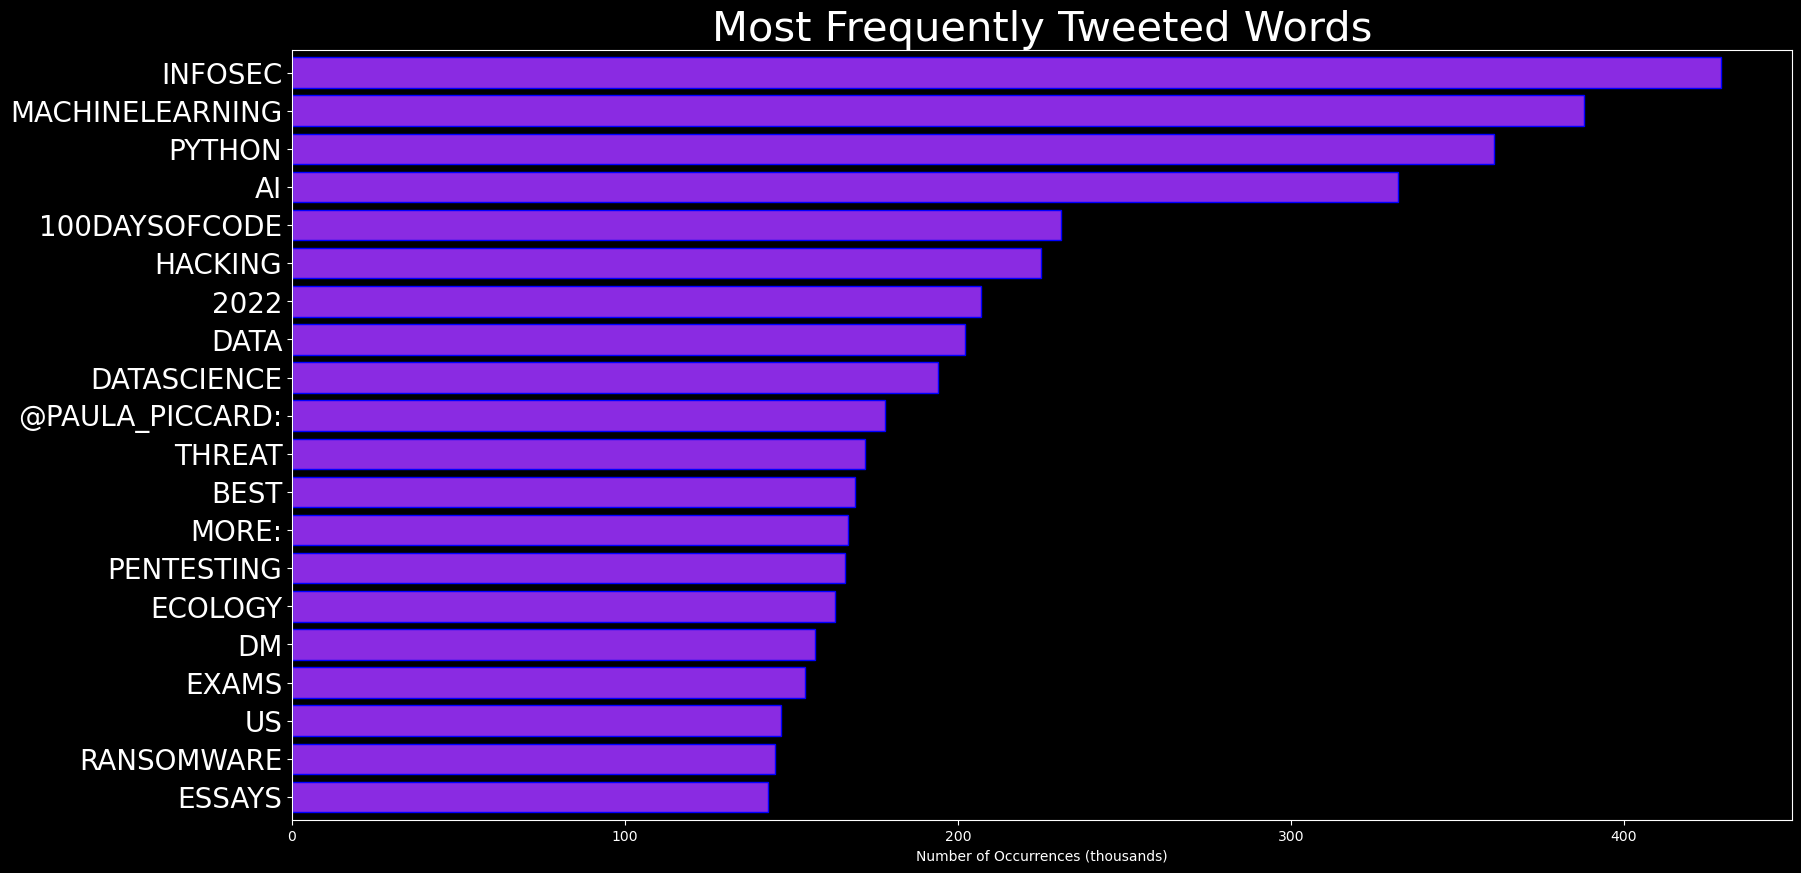 Most Frequently Tweeted Words
INFOSEC
MACHINELEARNING
PYTHON
AI
100DAYSOFCODE
HACKING
2022
DATA
DATASCIENCE
@PAULA_PICCARD:
THREAT
BEST
MORE:
PENTESTING
ECOLOGY
DM
EXAMS
US
RANSOMWARE
ESSAYS
0 100 200 300 400
Number of Occurrences (thousands)